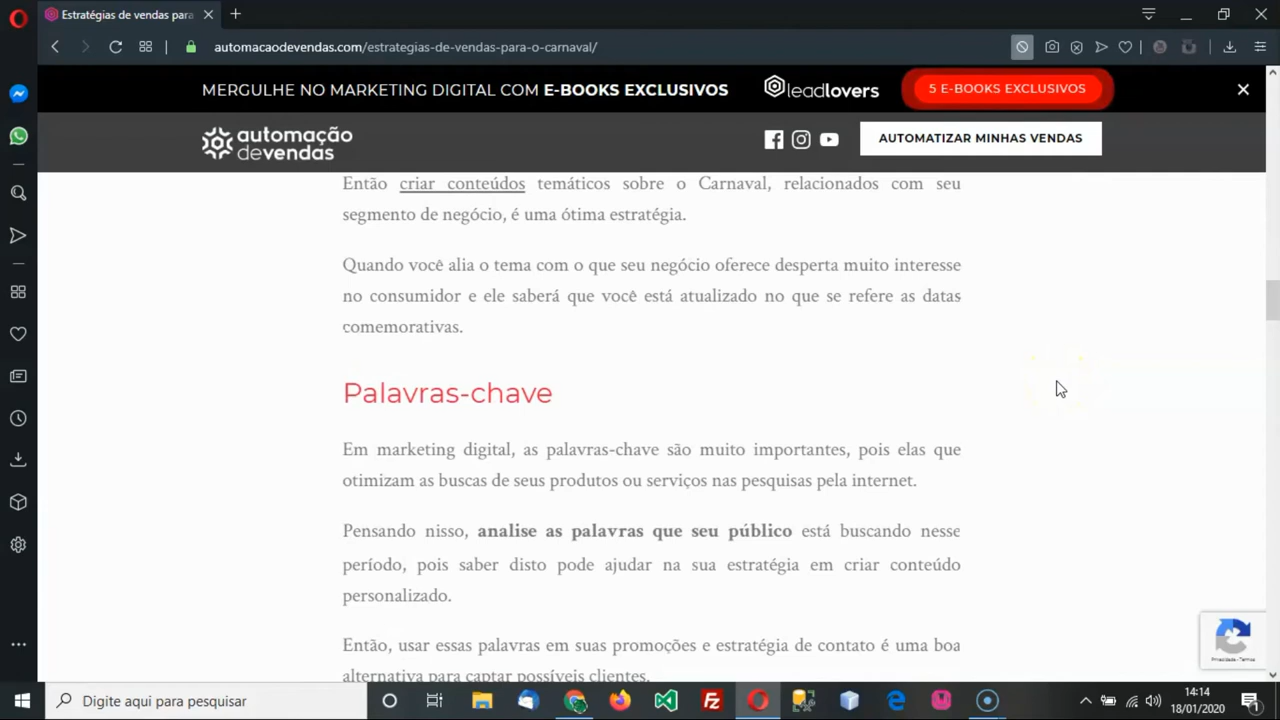 Estratégias de vendas para
automacaodevendas.com/estrategias-de-vendas-para-o-carnaval/
MERGULHE NO MARKETING DIGITAL COM E-BOOKS EXCLUSIVOS
leadlovers
5 E-BOOKS EXCLUSIVOS
automação
devendas
AUTOMATIZAR MINHAS VENDAS
Então criar conteúdos temáticos sobre o Carnaval, relacionados com seu
segmento de negócio, é uma ótima estratégia.
Quando você alia o tema com o que seu negócio oferece desperta muito interesse
no consumidor e ele saberá que você está atualizado no que se refere as datas
comemorativas.
Palavras-chave
Em marketing digital, as palavras-chave são muito importantes, pois elas que
otimizam as buscas de seus produtos ou serviços nas pesquisas pela internet.
Pensando nisso, analise as palavras que seu público está buscando nesse
período, pois saber disto pode ajudar na sua estratégia em criar conteúdo
personalizado.
Então, usar essas palavras em suas promoções e estratégia de contato é uma boa
alternativa para captar possíveis clientes.
Privacidade - Termos
Digite aqui para pesquisar
14:14
18/01/2020
1